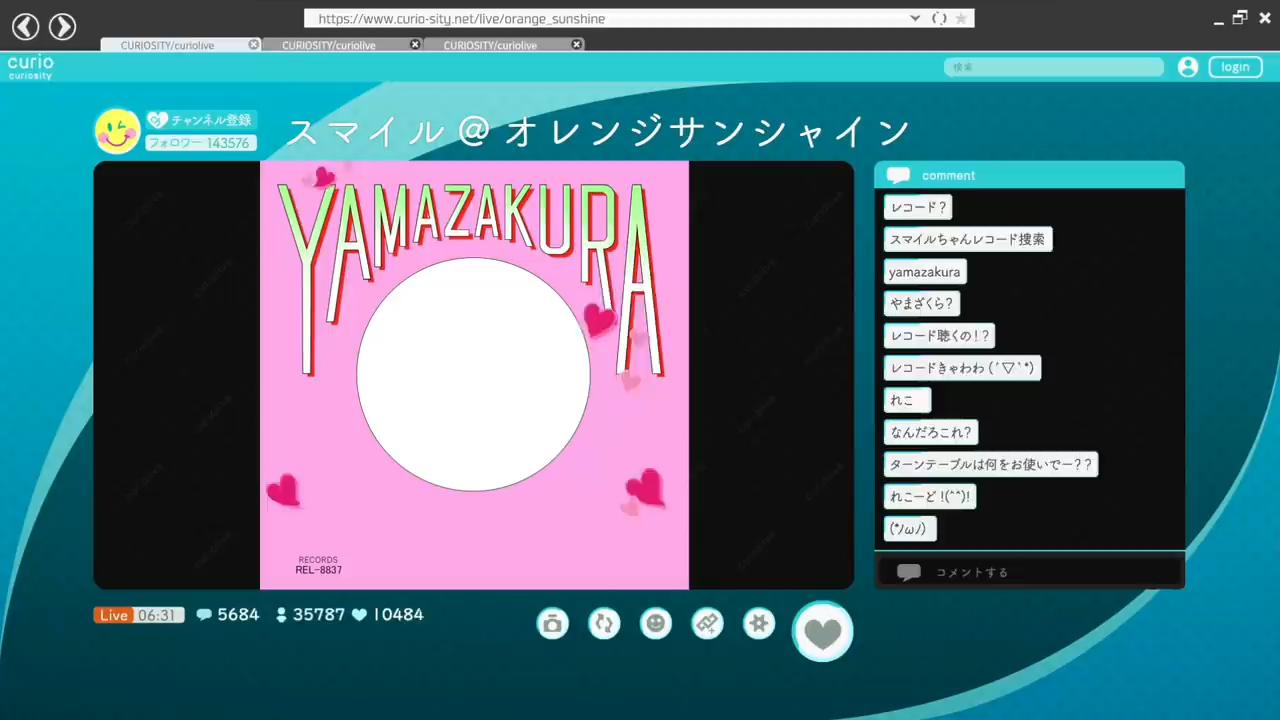 https://www.curio-sity.net/live/orange_sunshine
CURIOSITY/curiolive
CURIOSITY/curiolive
CURIOSITY/curiolive
curio
curiosity
検索
login
チャンネル登録
フォロワー 143576
スマイル@オレンジサンシャイン
YAMAZAKURA
RECORDS
REL-8837
comment
レコード?
スマイルちゃんレコード捜索
yamazakura
やまざくら?
レコード聴くの!?
レコードきゃわわ(´▽`*)
れこ
なんだろこれ?
ターンテーブルは何をお使いでー??
れこーど !(^^)!
(*ﾉωﾉ)
コメントする
Live 06:31
5684
35787
10484